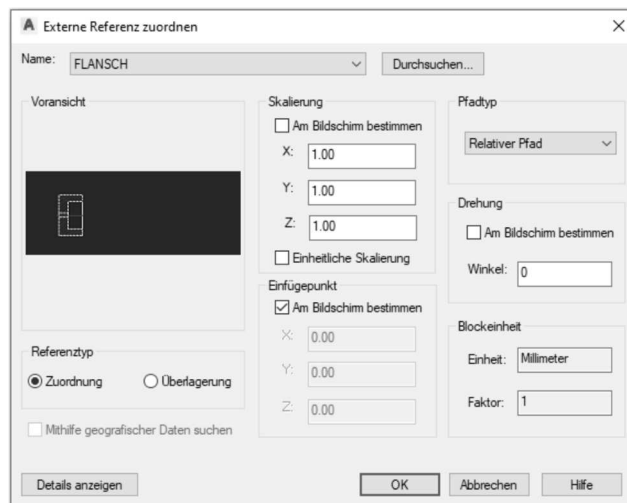 A Externe Referenz zuordnen
Name: FLANSCH Durchsuchen...
Voransicht
Referenztyp
Zuordnung Überlagerung
Mithilfe geografischer Daten suchen
Skalierung
Am Bildschirm bestimmen
X: 1.00
Y: 1.00
Z: 1.00
Einheitliche Skalierung
Einfügepunkt
Am Bildschirm bestimmen
X: 0.00
Y: 0.00
Z: 0.00
Pfadtyp
Relativer Pfad
Drehung
Am Bildschirm bestimmen
Winkel: 0
Blockeinheit
Einheit: Millimeter
Faktor: 1
Details anzeigen OK Abbrechen Hilfe